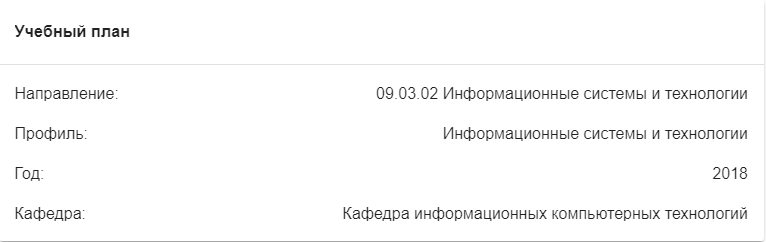 Учебный план
Направление: 09.03.02 Информационные системы и технологии
Профиль: Информационные системы и технологии
Год: 2018
Кафедра: Кафедра информационных компьютерных технологий